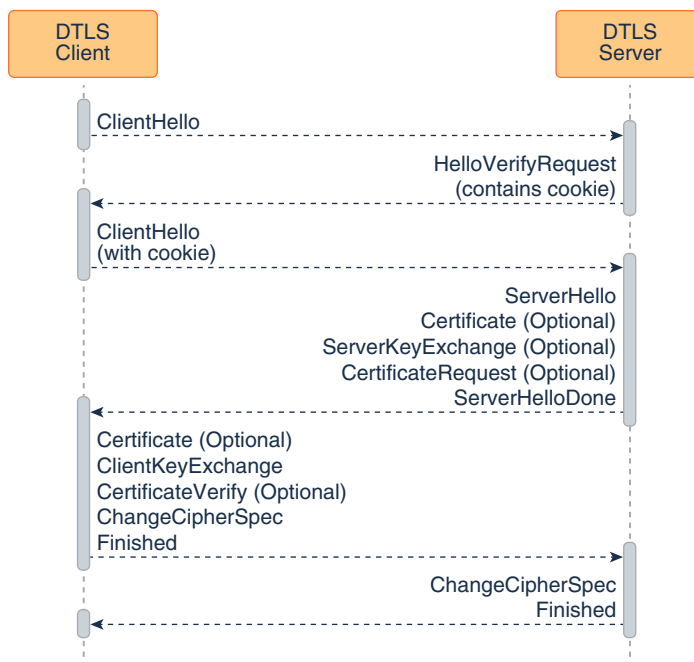 DTLS
Client
DTLS
Server
ClientHello
HelloVerifyRequest
(contains cookie)
ClientHello
(with cookie)
ServerHello
Certificate (Optional)
ServerKeyExchange (Optional)
CertificateRequest (Optional)
ServerHelloDone
Certificate (Optional)
ClientKeyExchange
CertificateVerify (Optional)
ChangeCipherSpec
Finished
ChangeCipherSpec
Finished